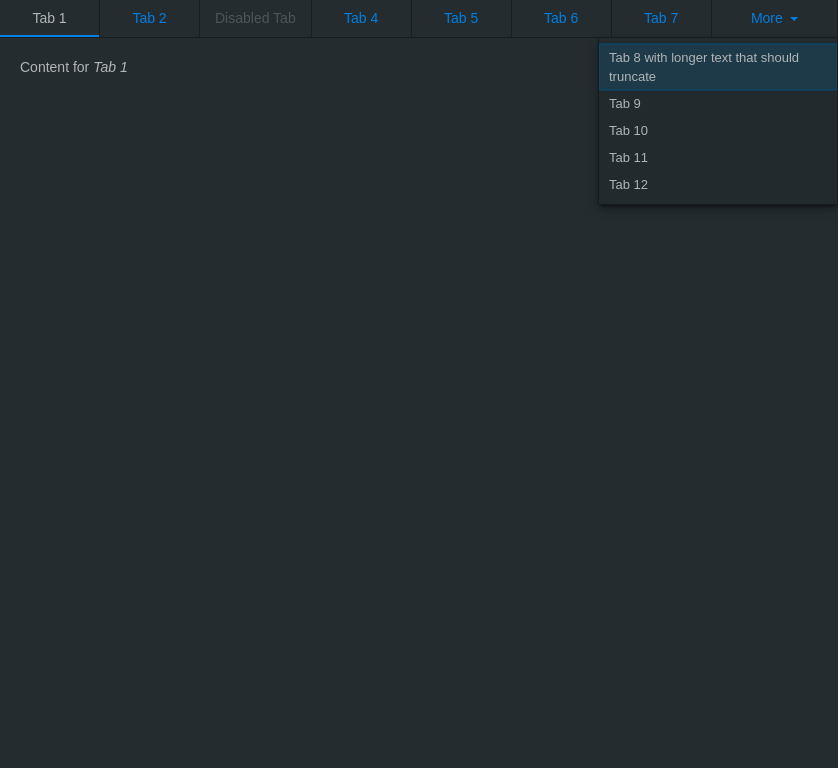 Tab 1 Tab 2 Disabled Tab Tab 4 Tab 5 Tab 6 Tab 7 More
Content for Tab 1
Tab 8 with longer text that should
truncate
Tab 9
Tab 10
Tab 11
Tab 12